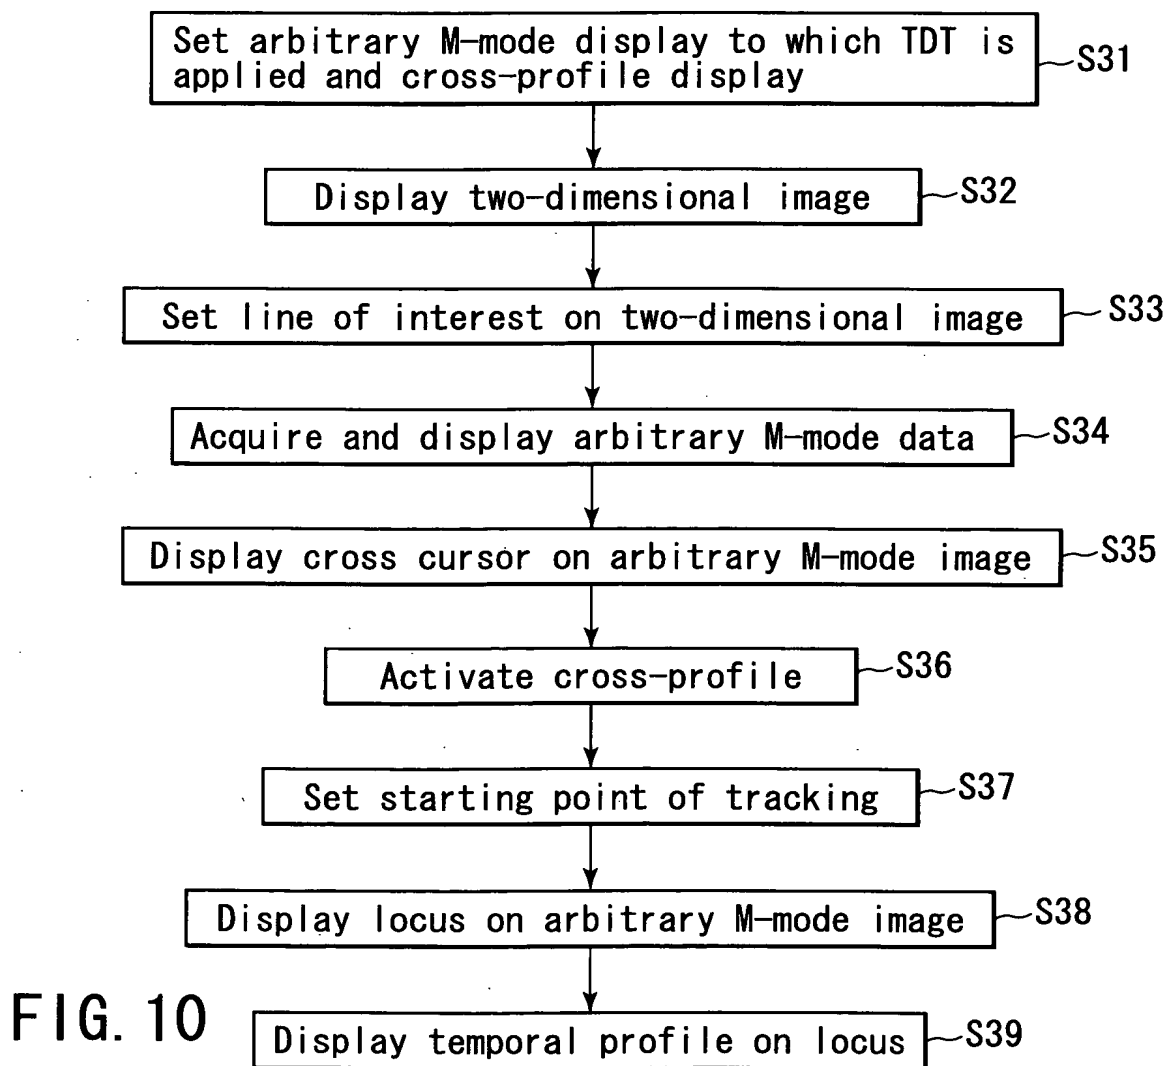 Set arbitrary M-mode display to which TDT is
applied and cross-profile display
S31
Display two-dimensional image
S32
Set line of interest on two-dimensional image
S33
Acquire and display arbitrary M-mode data
S34
Display cross cursor on arbitrary M-mode image
S35
Activate cross-profile
S36
Set starting point of tracking
S37
Display locus on arbitrary M-mode image
S38
Display temporal profile on locus
S39
FIG. 10